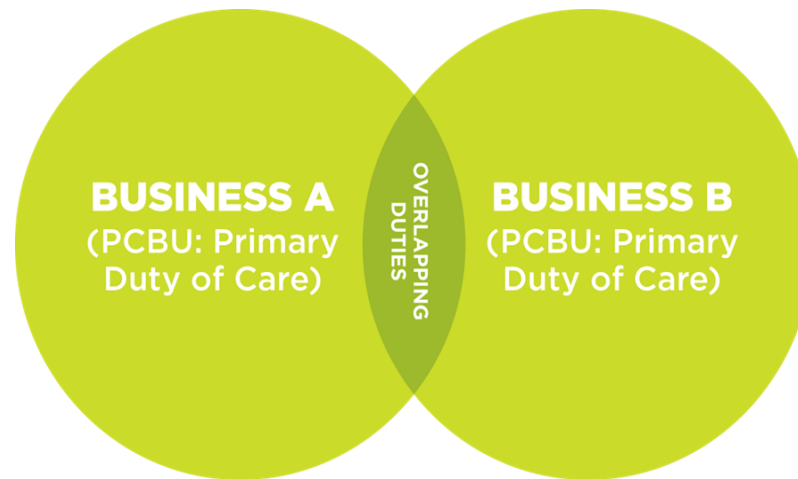 BUSINESS A
(PCBU: Primary
Duty of Care)
OVERLAPPING
DUTIES
BUSINESS B
(PCBU: Primary
Duty of Care)